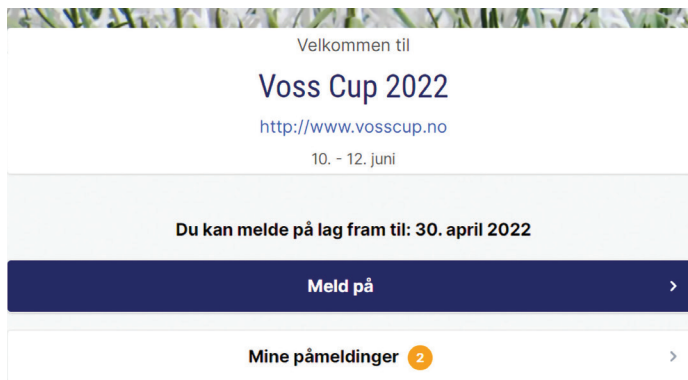 Velkommen til
Voss Cup 2022
http://www.vosscup.no
10. - 12. juni
Du kan melde på lag fram til: 30. april 2022
Meld på
Mine påmeldinger 2